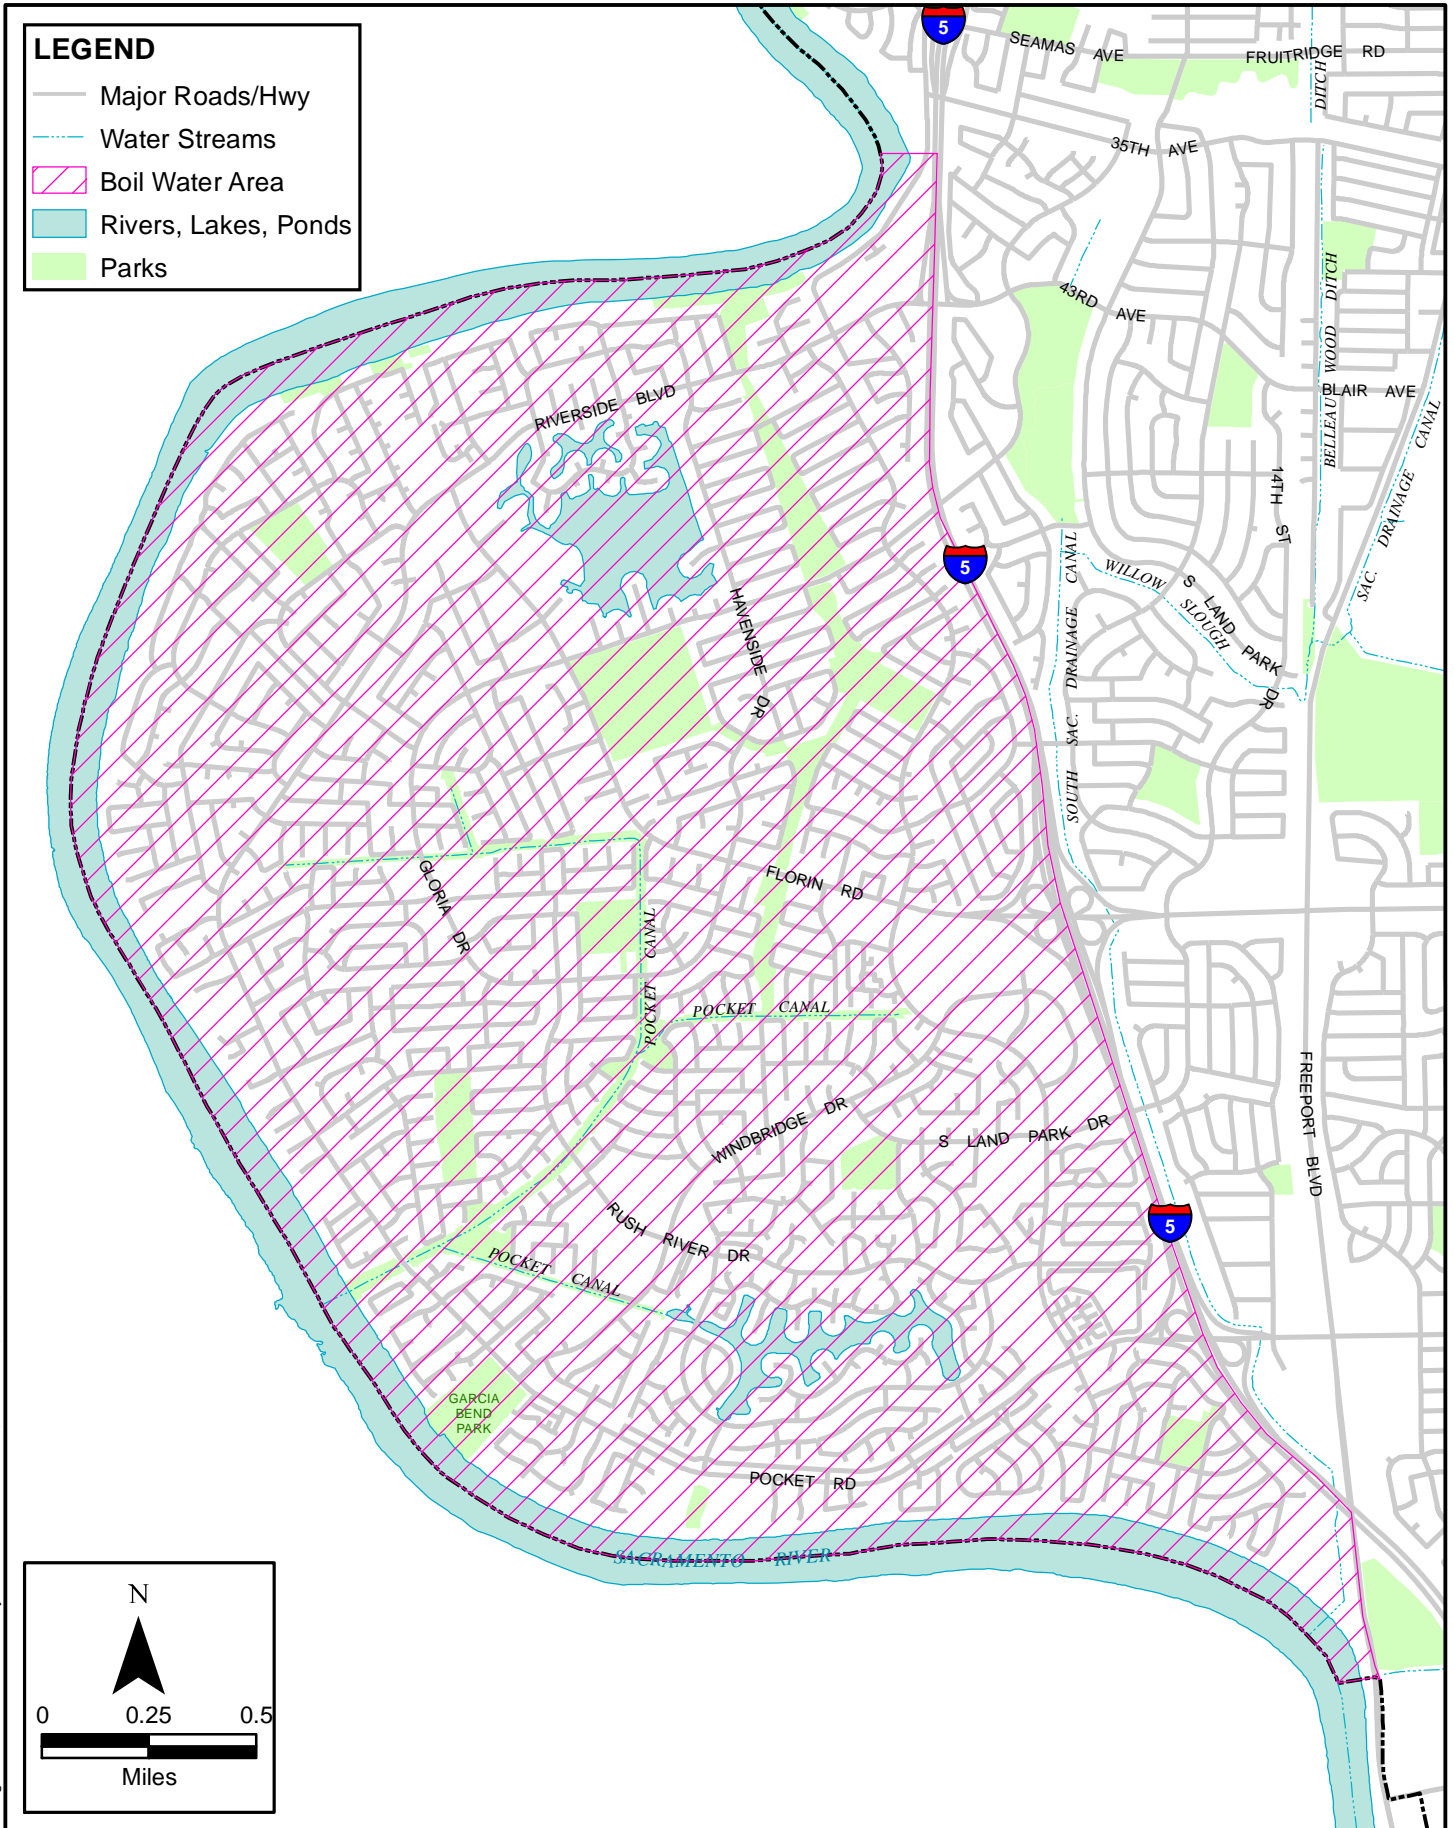 LEGEND
Major Roads/Hwy
Water Streams
Boil Water Area
Rivers, Lakes, Ponds
Parks
5
SEAMAS AVE
FRUITRIDGE RD
DITCH
35TH AVE
43RD AVE
BELLEAU WOOD DITCH
BLAIR AVE
SAC. DRAINAGE CANAL
RIVERSIDE BLVD
14TH ST
5
SOUTH SAC. DRAINAGE CANAL
WILLOW SLOUGH
S LAND PARK DR
HAVENSIDE DR
GLORIA DR
FLORIN RD
POCKET CANAL
POCKET CANAL
FREEPORT BLVD
WINDBRIDGE DR
S LAND PARK DR
5
RUSH RIVER DR
POCKET CANAL
GARCIA
BEND
PARK
POCKET RD
SACRAMENTO RIVER
N
0 0.25 0.5
Miles